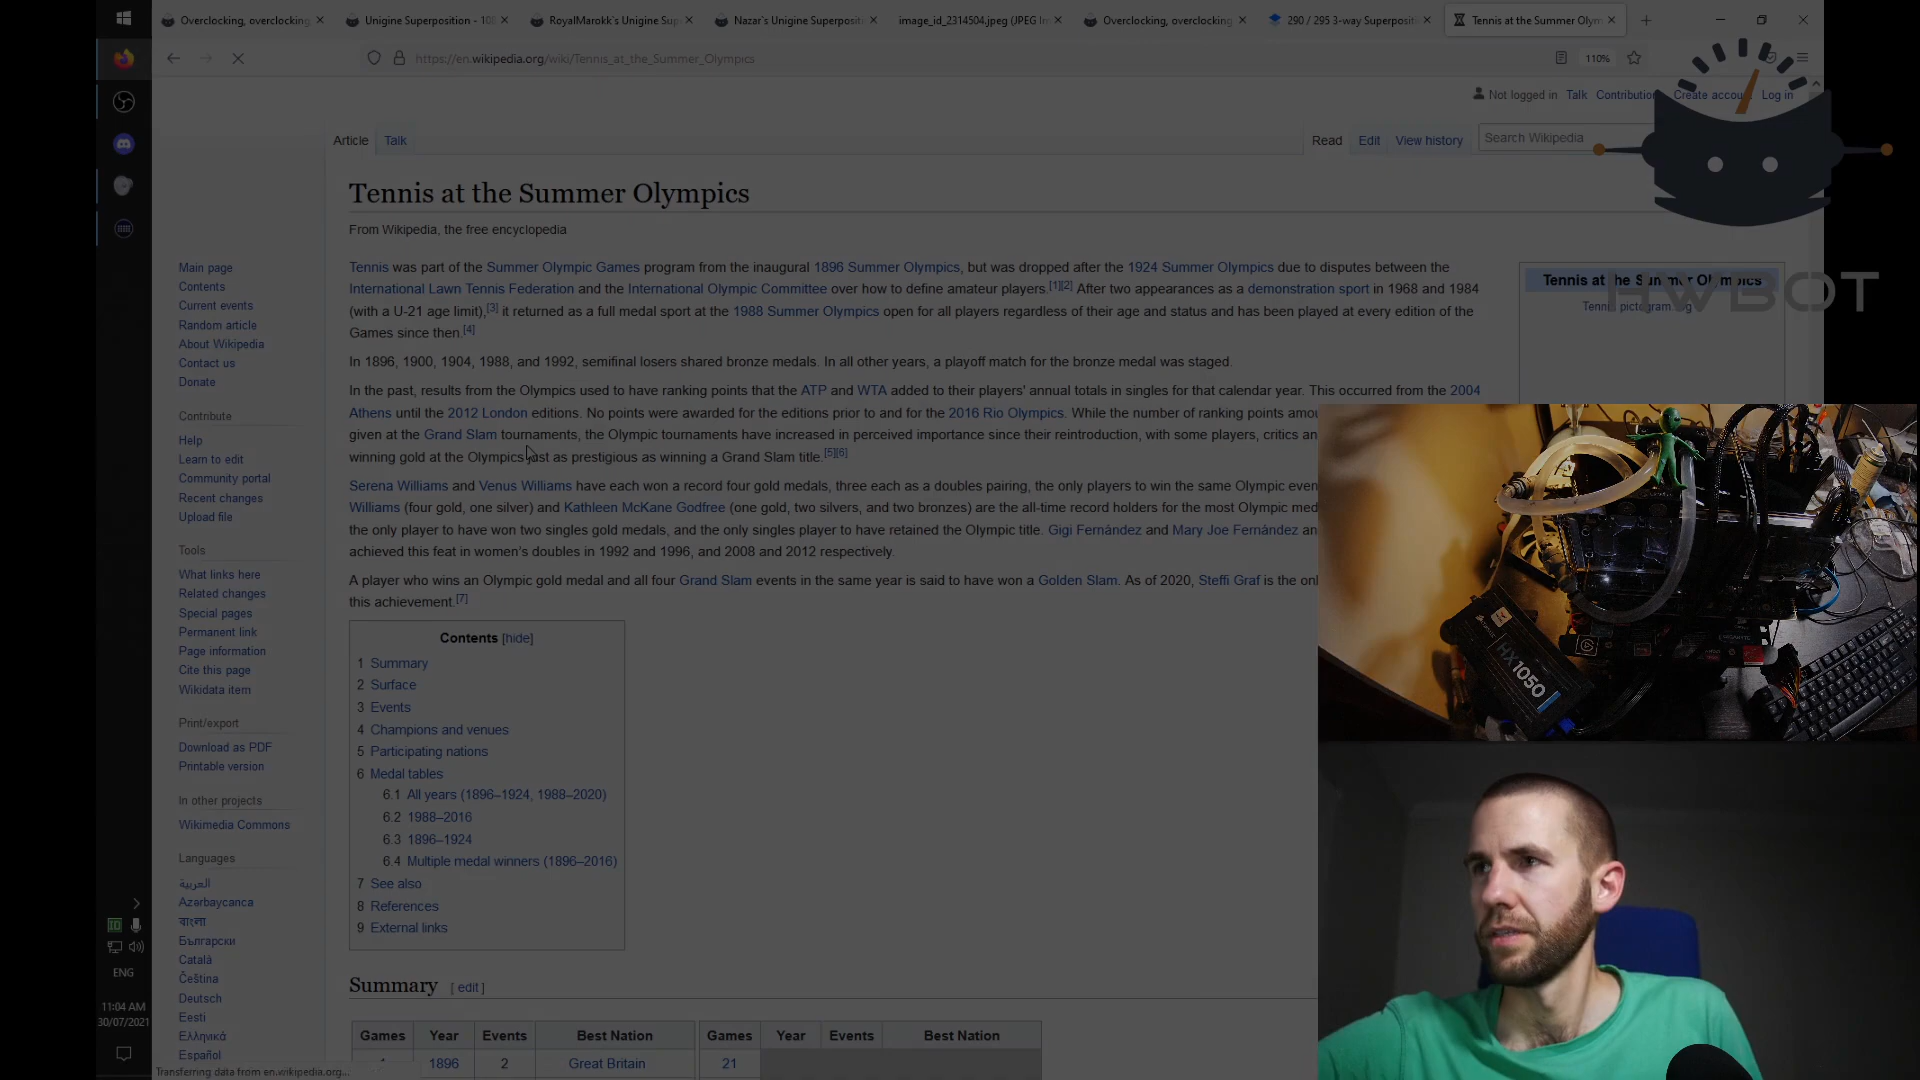 Overclocking, overclocking
Unigine Superposition - 108
RoyalMarokk`s Unigine Sup
Nazar`s Unigine Superpositi
image_id_2314504.jpeg (JPEG Im
Overclocking, overclocking
290 / 295 3-way Superpositi
Tennis at the Summer Olym
https://en.wikipedia.org/wiki/Tennis_at_the_Summer_Olympics
110%
Not logged in
Talk
Contributio
Create accou
Log in
Article
Talk
Read
Edit
View history
Search Wikipedia
HWBOT
Tennis at the Summer Olympics
From Wikipedia, the free encyclopedia
Tennis was part of the Summer Olympic Games program from the inaugural 1896 Summer Olympics, but was dropped after the 1924 Summer Olympics due to disputes between the
International Lawn Tennis Federation and the International Olympic Committee over how to define amateur players.[1][2] After two appearances as a demonstration sport in 1968 and 1984
(with a U-21 age limit),[3] it returned as a full medal sport at the 1988 Summer Olympics open for all players regardless of their age and status and has been played at every edition of the
Games since then.[4]
In 1896, 1900, 1904, 1988, and 1992, semifinal losers shared bronze medals. In all other years, a playoff match for the bronze medal was staged.
In the past, results from the Olympics used to have ranking points that the ATP and WTA added to their players' annual totals in singles for that calendar year. This occurred from the 2004
Athens until the 2012 London editions. No points were awarded for the editions prior to and for the 2016 Rio Olympics. While the number of ranking points amou
given at the Grand Slam tournaments, the Olympic tournaments have increased in perceived importance since their reintroduction, with some players, critics an
winning gold at the Olympics just as prestigious as winning a Grand Slam title.[5][6]
Serena Williams and Venus Williams have each won a record four gold medals, three each as a doubles pairing, the only players to win the same Olympic even
Williams (four gold, one silver) and Kathleen McKane Godfree (one gold, two silvers, and two bronzes) are the all-time record holders for the most Olympic med
the only player to have won two singles gold medals, and the only singles player to have retained the Olympic title. Gigi Fernández and Mary Joe Fernández an
achieved this feat in women's doubles in 1992 and 1996, and 2008 and 2012 respectively.
A player who wins an Olympic gold medal and all four Grand Slam events in the same year is said to have won a Golden Slam. As of 2020, Steffi Graf is the onl
this achievement.[7]
Tennis at the Summer Olympics
Tennis pictogram.svg
Main page
Contents
Current events
Random article
About Wikipedia
Contact us
Donate
Contribute
Help
Learn to edit
Community portal
Recent changes
Upload file
Tools
What links here
Related changes
Special pages
Permanent link
Page information
Cite this page
Wikidata item
Print/export
Download as PDF
Printable version
In other projects
Wikimedia Commons
Languages
العربية
Azərbaycanca
বাংলা
Български
Català
Čeština
Deutsch
Eesti
Ελληνικά
Español
Contents [hide]
1 Summary
2 Surface
3 Events
4 Champions and venues
5 Participating nations
6 Medal tables
6.1 All years (1896–1924, 1988–2020)
6.2 1988–2016
6.3 1896–1924
6.4 Multiple medal winners (1896–2016)
7 See also
8 References
9 External links
Summary [ edit ]
Games Year Events Best Nation Games Year Events Best Nation
1896 2 Great Britain 21
HX1050
ENG
11:04 AM
30/07/2021
Transferring data from en.wikipedia.org...